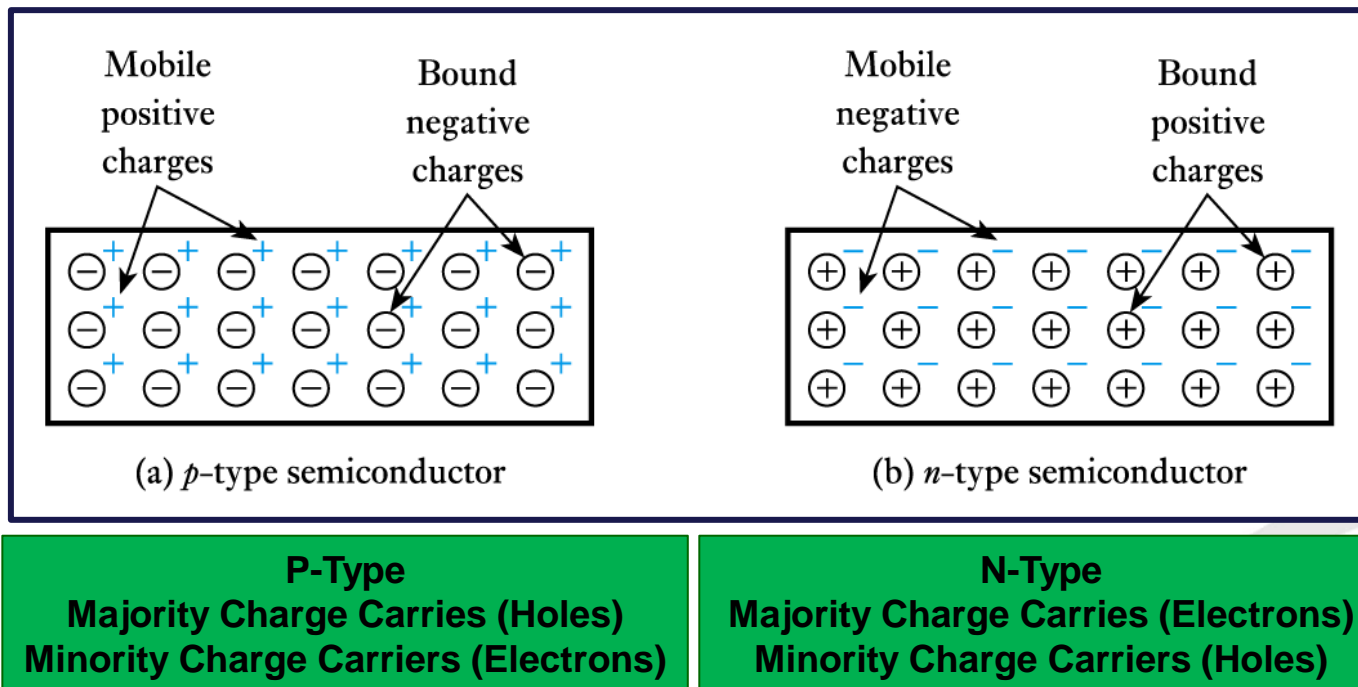 Mobile
positive
charges
Bound
negative
charges
(a) p-type semiconductor
Mobile
negative
charges
Bound
positive
charges
(b) n-type semiconductor
P-Type
Majority Charge Carries (Holes)
Minority Charge Carriers (Electrons)
N-Type
Majority Charge Carries (Electrons)
Minority Charge Carriers (Holes)